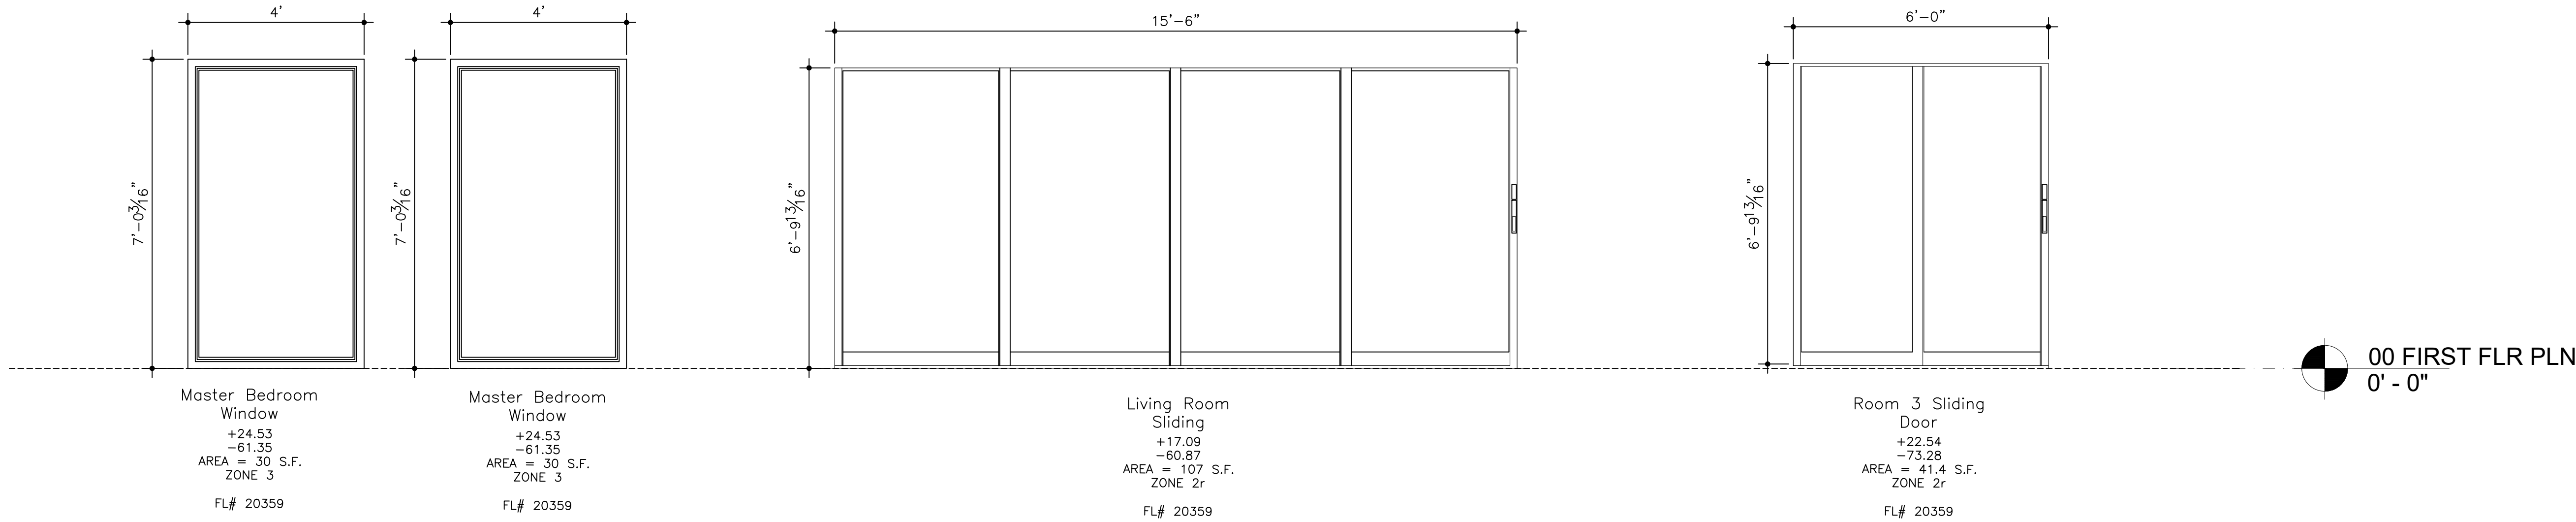 4'
7'-0 3/16"
Master Bedroom
Window
+24.53
-61.35
AREA = 30 S.F.
ZONE 3
FL# 20359
4'
7'-0 3/16"
Master Bedroom
Window
+24.53
-61.35
AREA = 30 S.F.
ZONE 3
FL# 20359
15'-6"
6'-9 13/16"
Living Room
Sliding
+17.09
-60.87
AREA = 107 S.F.
ZONE 2r
FL# 20359
6'-0"
6'-9 13/16"
Room 3 Sliding
Door
+22.54
-73.28
AREA = 41.4 S.F.
ZONE 2r
FL# 20359
00 FIRST FLR PLN
0' - 0"